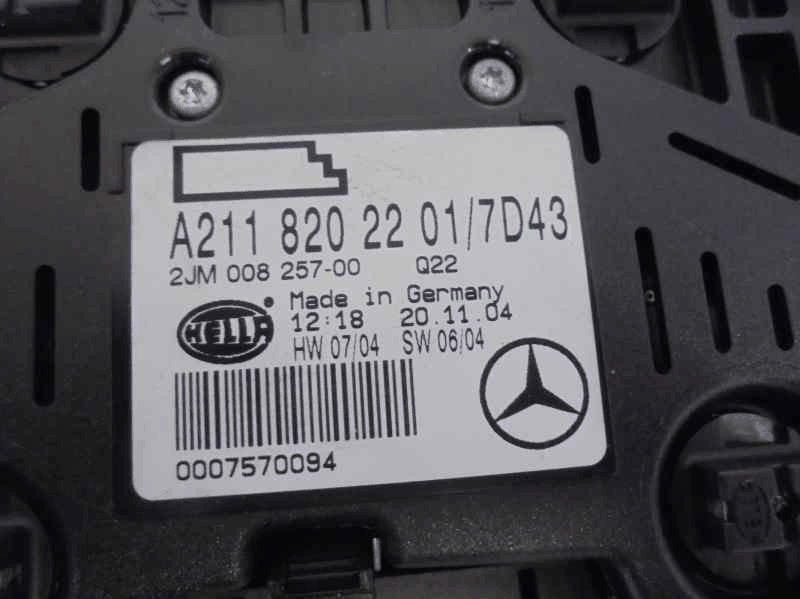 A211 820 22 01/7D43
2JM 008 257-00 Q22
Made in Germany
HELLA ®
12:18 20.11.04
HW 07/04 SW 06/04
0007570094